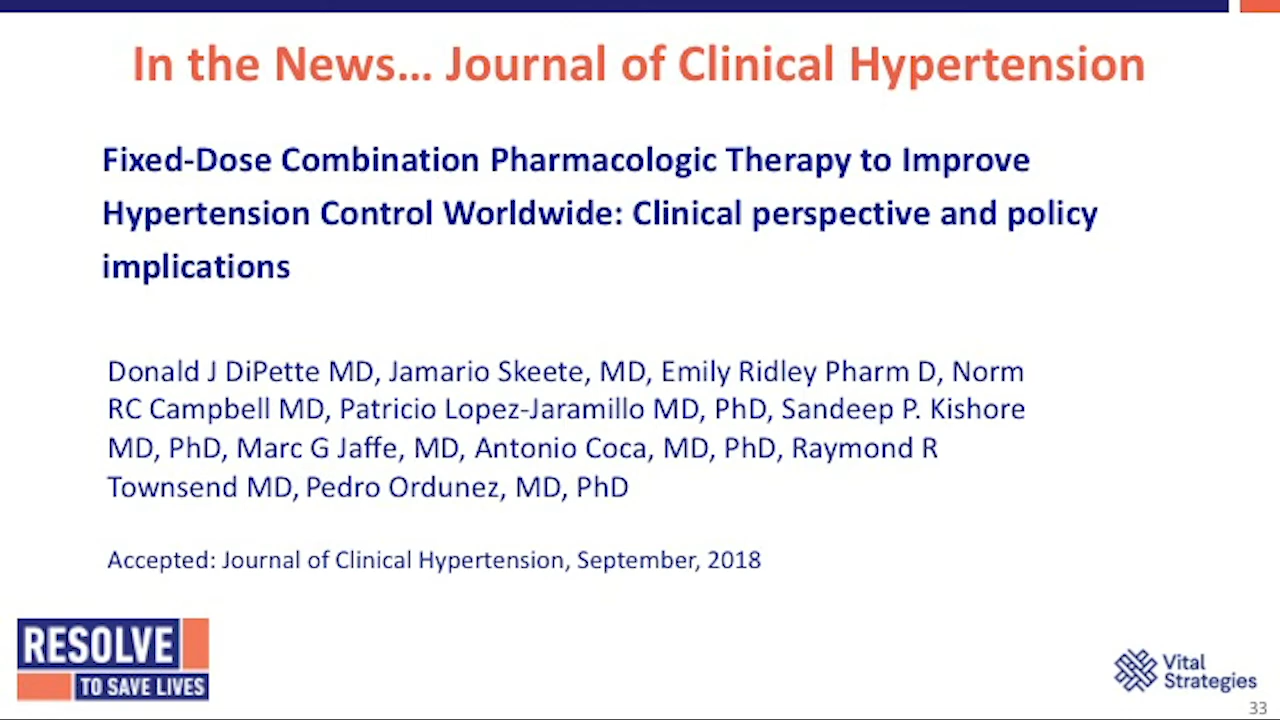 In the News... Journal of Clinical Hypertension
Fixed-Dose Combination Pharmacologic Therapy to Improve
Hypertension Control Worldwide: Clinical perspective and policy
implications
Donald J DiPette MD, Jamario Skeete, MD, Emily Ridley Pharm D, Norm
RC Campbell MD, Patricio Lopez-Jaramillo MD, PhD, Sandeep P. Kishore
MD, PhD, Marc G Jaffe, MD, Antonio Coca, MD, PhD, Raymond R
Townsend MD, Pedro Ordunez, MD, PhD
Accepted: Journal of Clinical Hypertension, September, 2018
RESOLVE
TO SAVE LIVES
Vital
Strategies
33